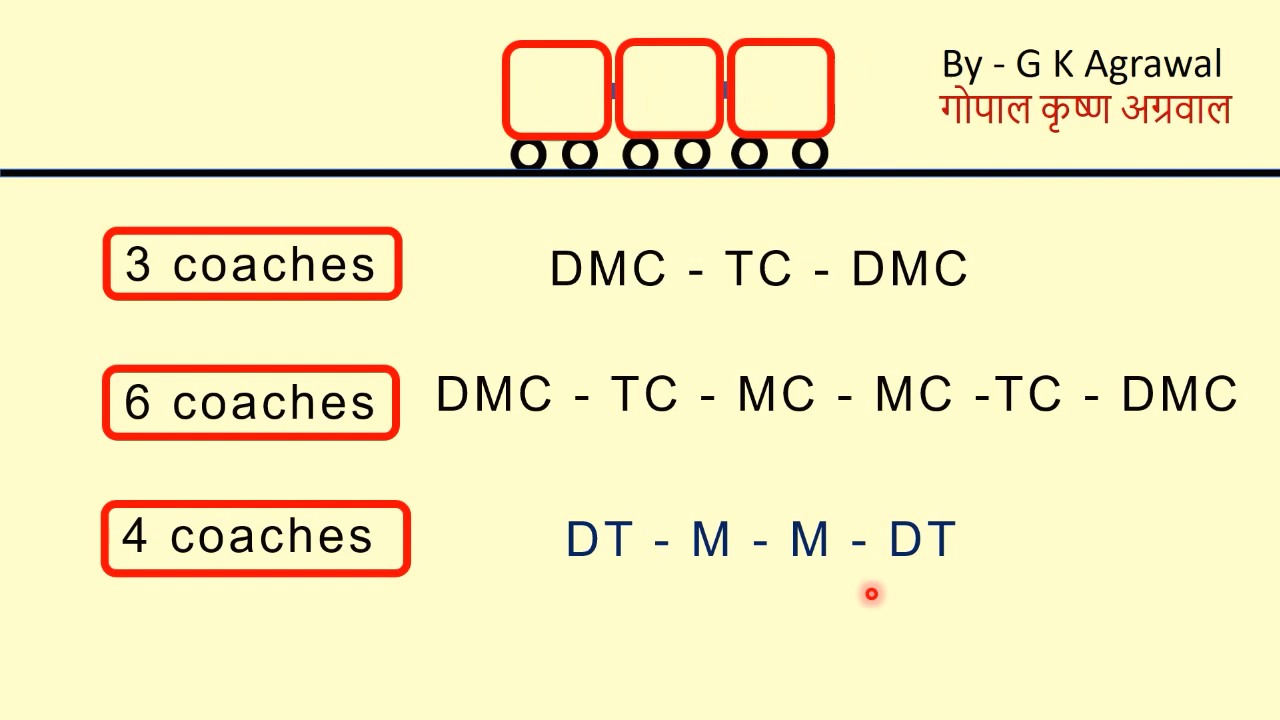 By - G K Agrawal
गोपाल कृष्ण अग्रवाल
3 coaches
DMC - TC - DMC
6 coaches
DMC - TC - MC - MC -TC - DMC
4 coaches
DT - M - M - DT